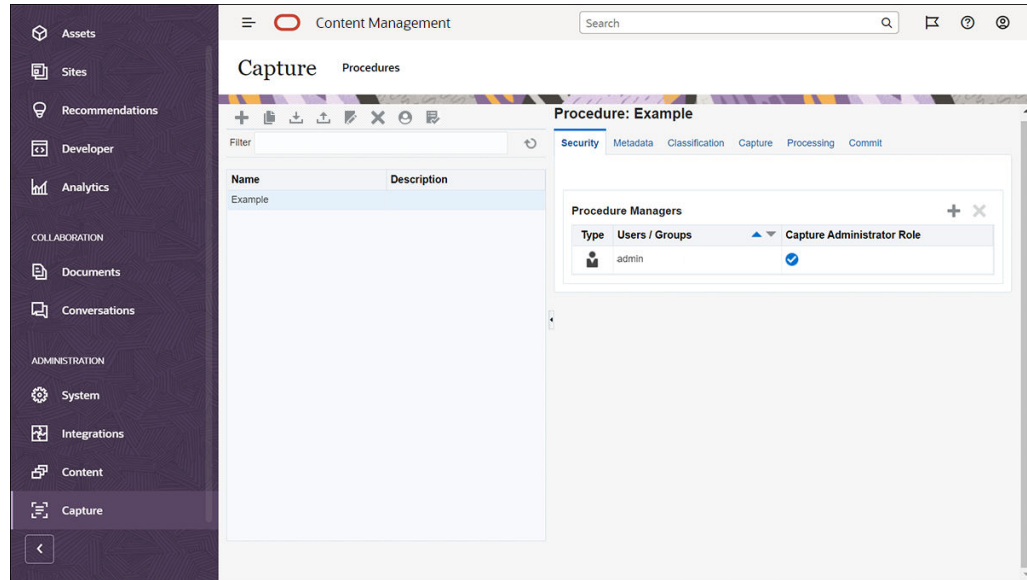 Assets
Sites
Recommendations
Developer
Analytics
COLLABORATION
Documents
Conversations
ADMINISTRATION
System
Integrations
Content
Capture
Content Management
Search
Capture
Procedures
Filter
Name Description
Example
Procedure: Example
Security Metadata Classification Capture Processing Commit
Procedure Managers
Type Users / Groups Capture Administrator Role
admin